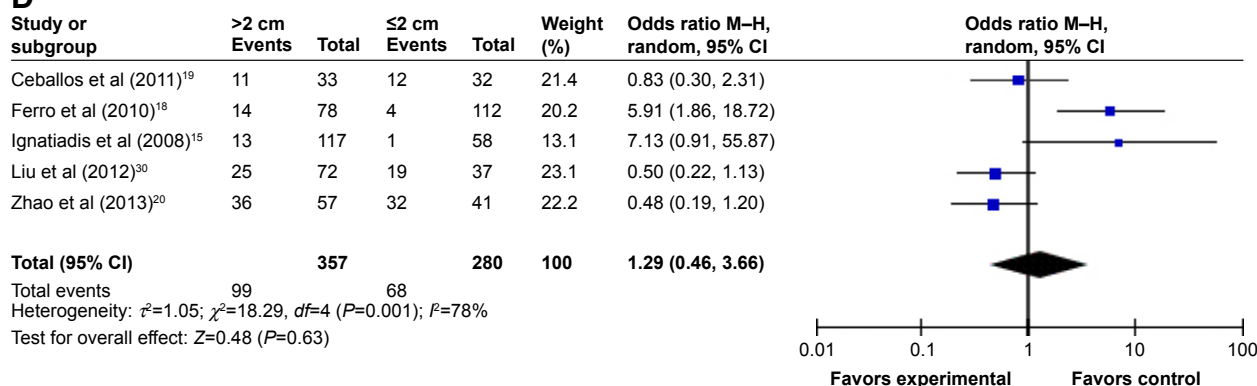 D
Study or subgroup >2 cm Events Total ≤2 cm Events Total Weight (%) Odds ratio M–H, random, 95% CI Odds ratio M–H, random, 95% CI
Ceballos et al (2011)19 11 33 12 32 21.4 0.83 (0.30, 2.31)
Ferro et al (2010)18 14 78 4 112 20.2 5.91 (1.86, 18.72)
Ignatiadis et al (2008)15 13 117 1 58 13.1 7.13 (0.91, 55.87)
Liu et al (2012)30 25 72 19 37 23.1 0.50 (0.22, 1.13)
Zhao et al (2013)20 36 57 32 41 22.2 0.48 (0.19, 1.20)
Total (95% CI) 357 280 100 1.29 (0.46, 3.66)
Total events 99 68
Heterogeneity: τ²=1.05; χ²=18.29, df=4 (P=0.001); I²=78%
Test for overall effect: Z=0.48 (P=0.63)
0.01 0.1 1 10 100
Favors experimental Favors control